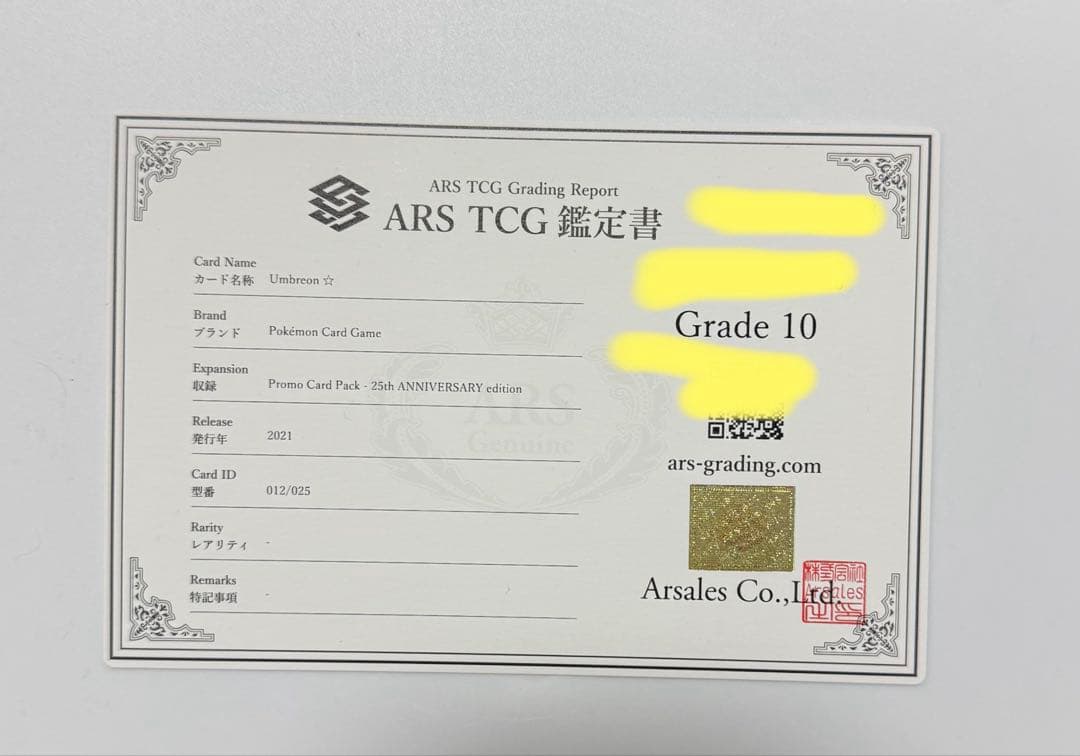 ARS TCG Grading Report
ARS TCG 鑑定書
Card Name
カード名称 Umbreon ☆
Brand
ブランド Pokémon Card Game
Expansion
収録 Promo Card Pack - 25th ANNIVERSARY edition
Release
発行年 2021
Card ID
型番 012/025
Rarity
レアリティ -
Remarks
特記事項 -
ARS
Genuine
Grade 10
ars-grading.com
Arsales Co.,Ltd.
Arsales